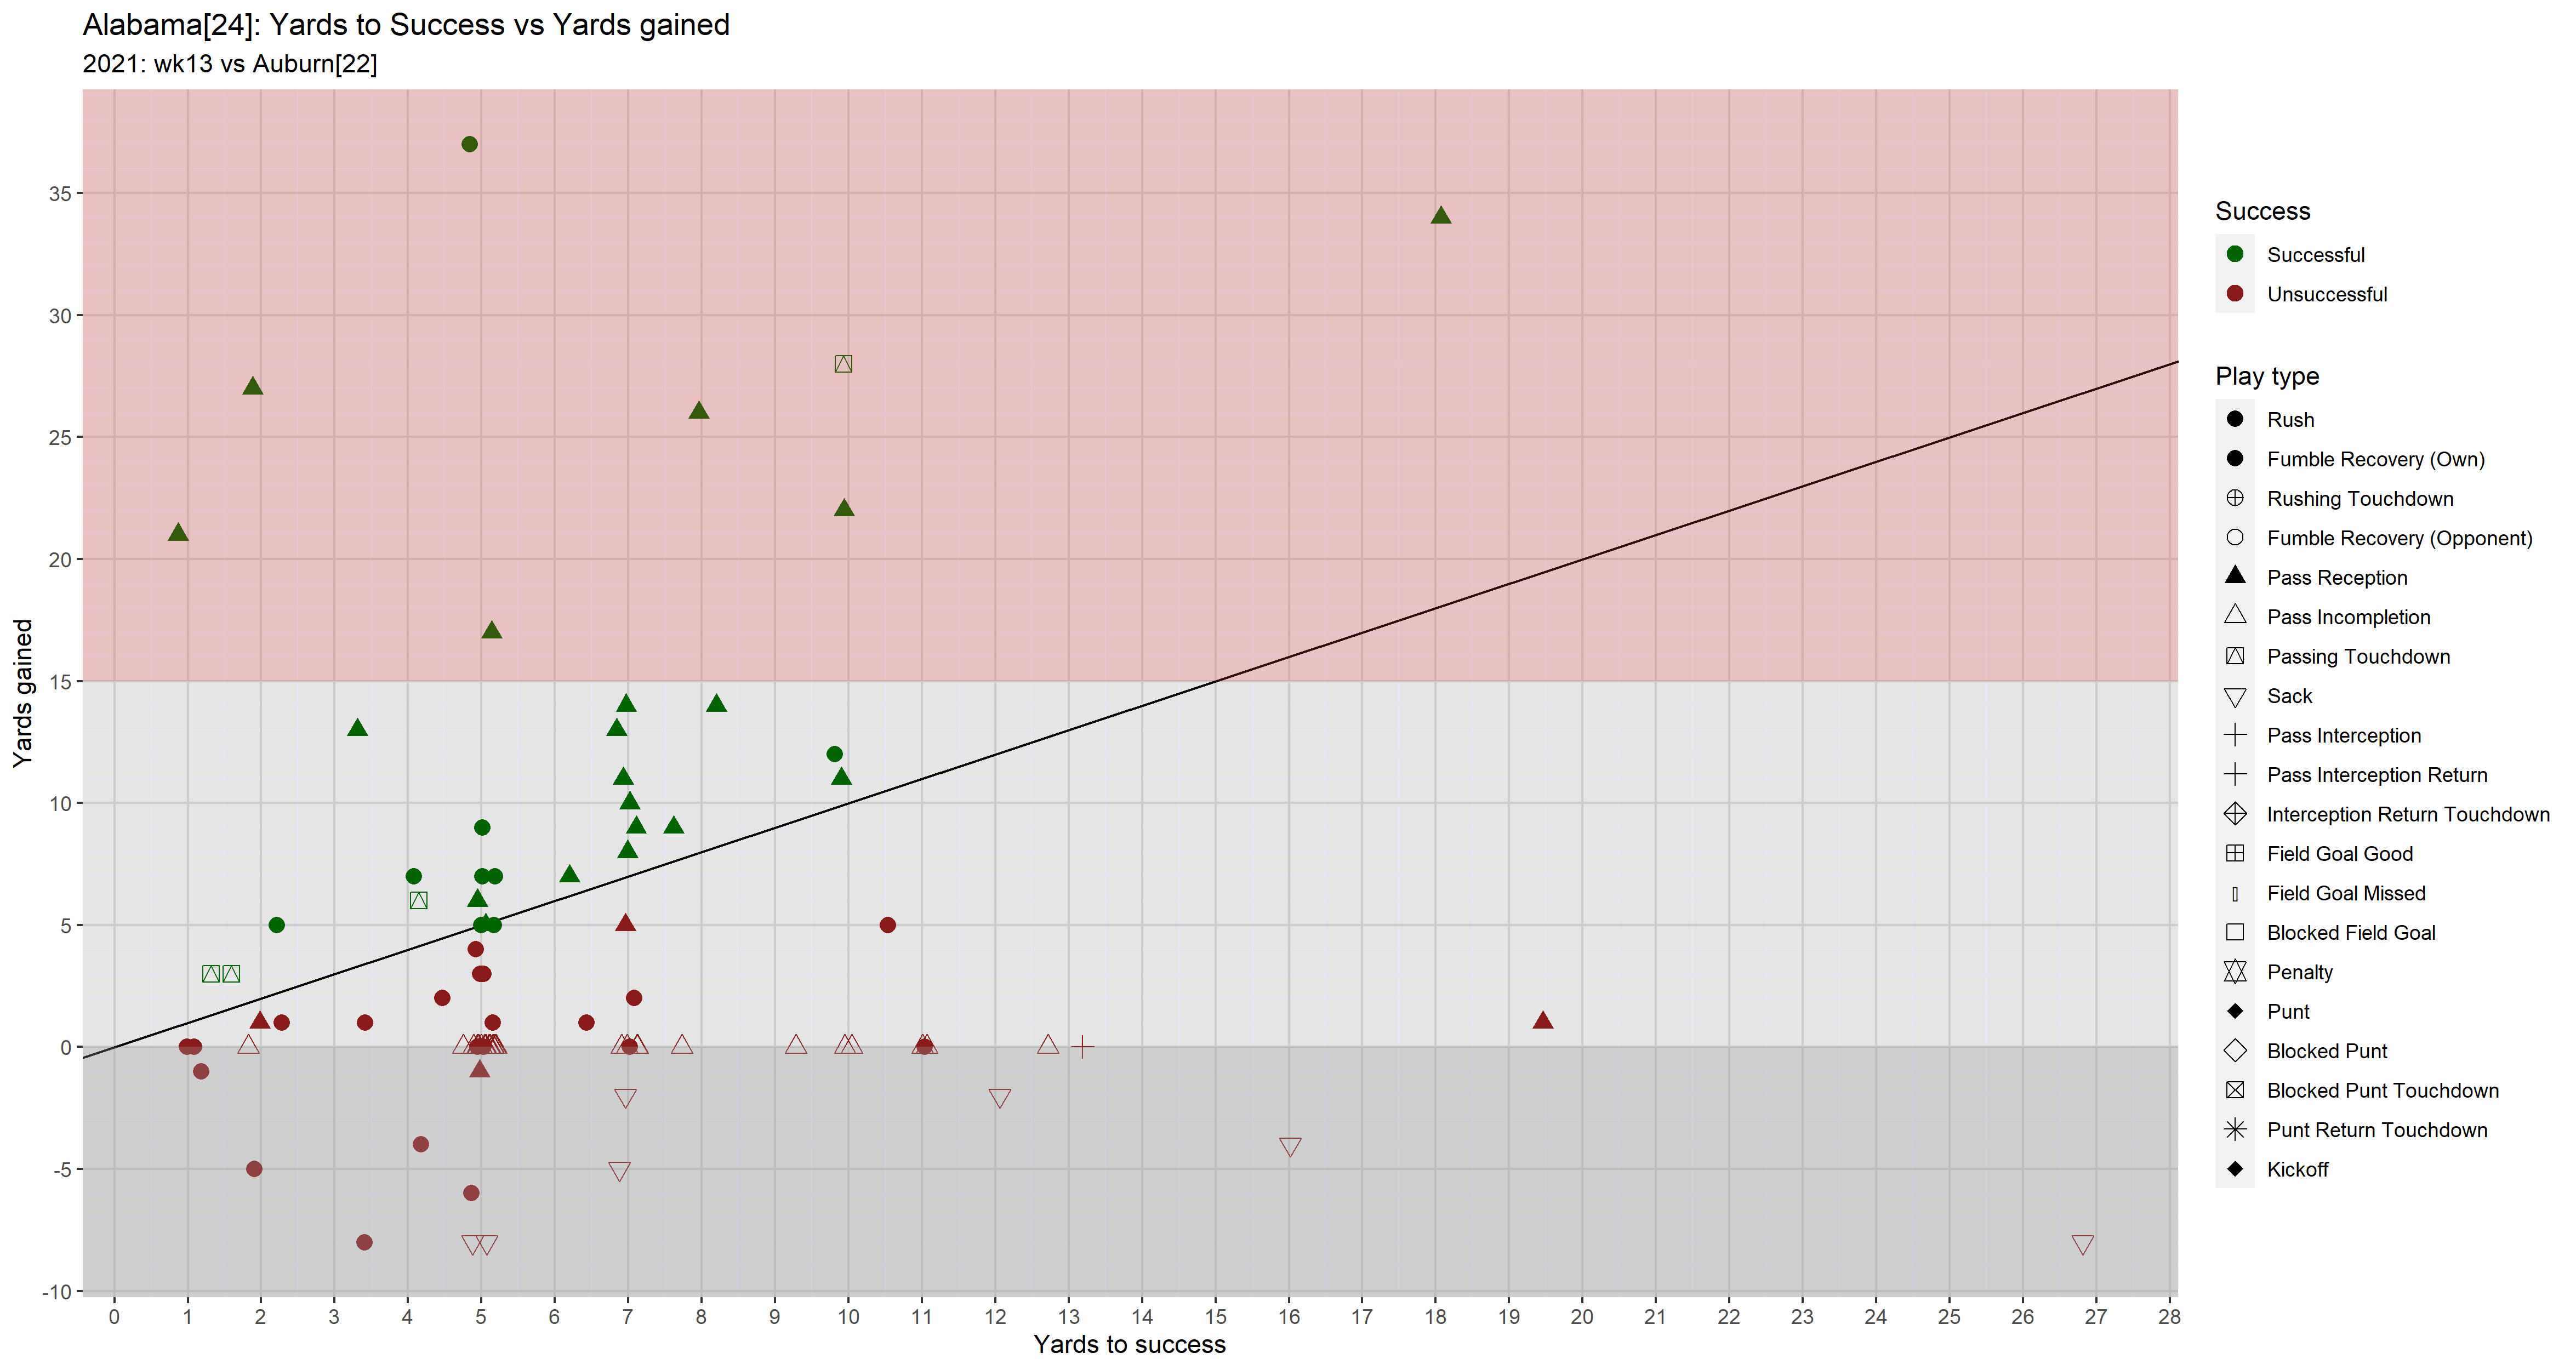 Alabama[24]: Yards to Success vs Yards gained
2021: wk13 vs Auburn[22]
Yards gained
35
30
25
20
15
10
5
0
-5
-10
0 1 2 3 4 5 6 7 8 9 10 11 12 13 14 15 16 17 18 19 20 21 22 23 24 25 26 27 28
Yards to success
Success
Successful
Unsuccessful
Play type
Rush
Fumble Recovery (Own)
Rushing Touchdown
Fumble Recovery (Opponent)
Pass Reception
Pass Incompletion
Passing Touchdown
Sack
Pass Interception
Pass Interception Return
Interception Return Touchdown
Field Goal Good
Field Goal Missed
Blocked Field Goal
Penalty
Punt
Blocked Punt
Blocked Punt Touchdown
Punt Return Touchdown
Kickoff